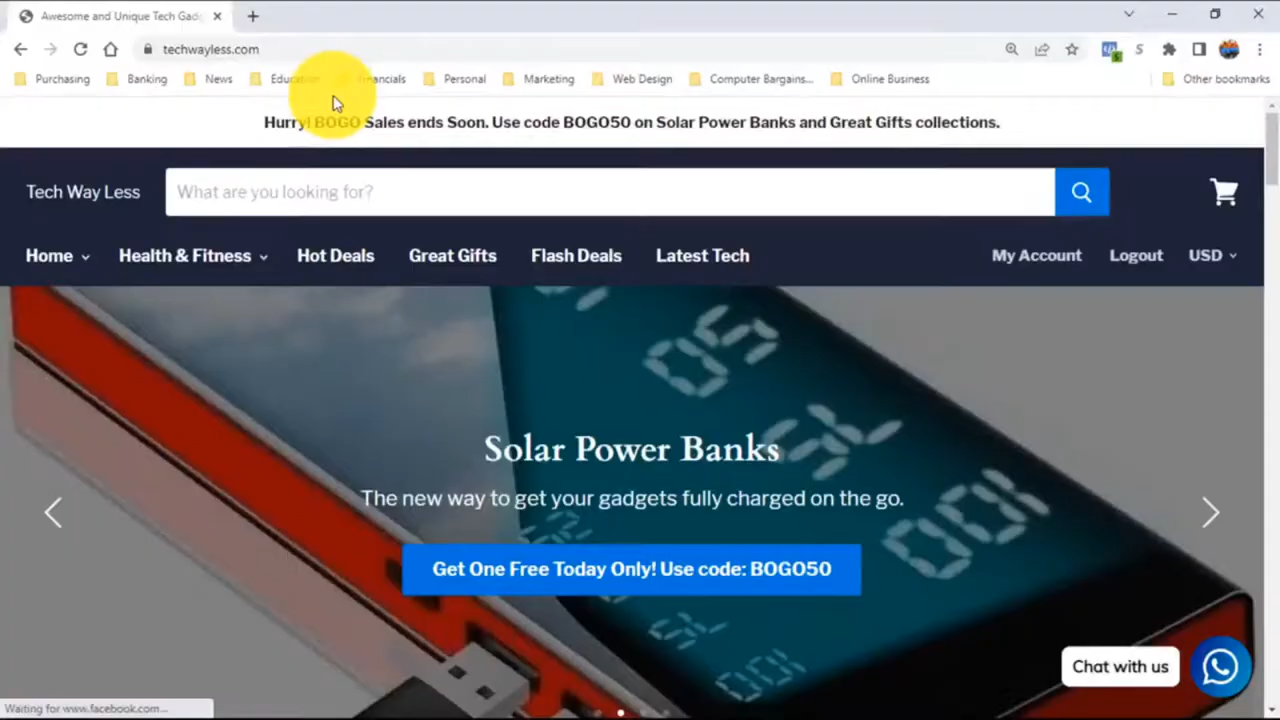 Awesome and Unique Tech Gad
techwayless.com
Purchasing Banking News Education Financials Personal Marketing Web Design Computer Bargains... Online Business Other bookmarks
Hurry! BOGO Sales ends Soon. Use code BOGO50 on Solar Power Banks and Great Gifts collections.
Tech Way Less What are you looking for?
Home Health & Fitness Hot Deals Great Gifts Flash Deals Latest Tech My Account Logout USD
Solar Power Banks
The new way to get your gadgets fully charged on the go.
Get One Free Today Only! Use code: BOGO50
Chat with us
Waiting for www.facebook.com...